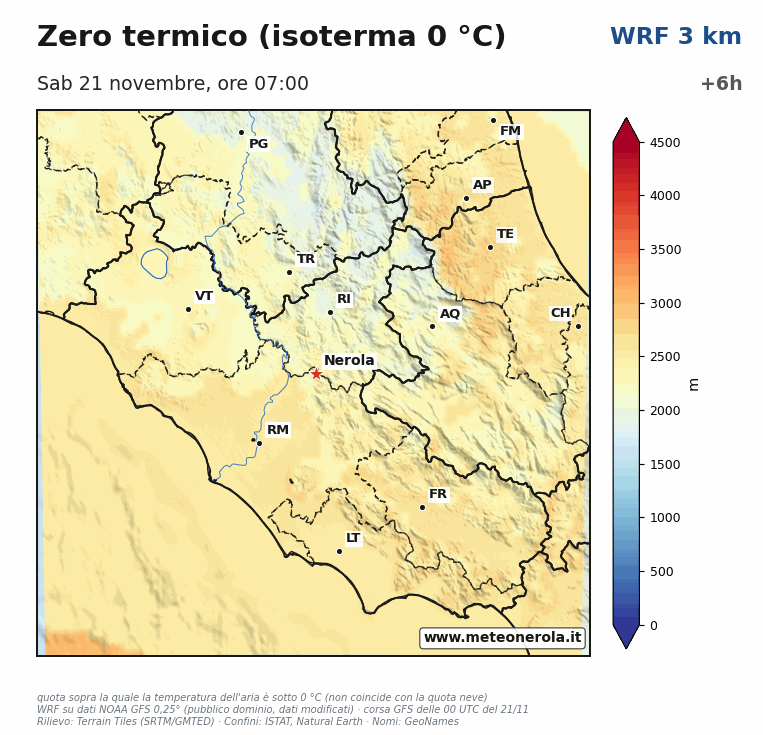 Zero termico (isoterma 0 °C)
WRF 3 km
Sab 21 novembre, ore 07:00
+6h
FM
PG
AP
TE
TR
VT
RI
AQ
CH
Nerola
RM
FR
LT
www.meteonerola.it
4500
4000
3500
3000
2500
2000
1500
1000
500
0
m
quota sopra la quale la temperatura dell'aria è sotto 0 °C (non coincide con la quota neve)
WRF su dati NOAA GFS 0,25° (pubblico dominio, dati modificati) · corsa GFS delle 00 UTC del 21/11
Rilievo: Terrain Tiles (SRTM/GMTED) · Confini: ISTAT, Natural Earth · Nomi: GeoNames